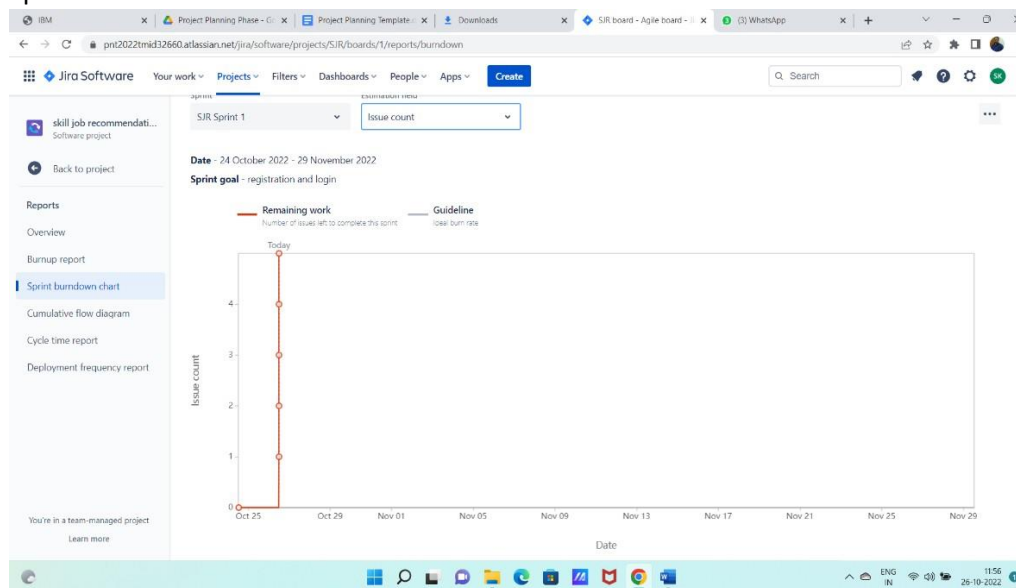 IBM
Project Planning Phase - G
Project Planning Template.
Downloads
SJR board - Agile board - 
(3) WhatsApp
pnt2022tmid32660.atlassian.net/jira/software/projects/SJR/boards/1/reports/burndown
Jira Software Your work Projects Filters Dashboards People Apps Create Search SK
skill job recommendati...
Software project
Back to project
Reports
Overview
Burnup report
Sprint burndown chart
Cumulative flow diagram
Cycle time report
Deployment frequency report
You're in a team-managed project
Learn more
Sprint Estimation field
SJR Sprint 1 Issue count
Date - 24 October 2022 - 29 November 2022
Sprint goal - registration and login
Remaining work Guideline
Number of issues left to complete this sprint Ideal burn rate
Today
4
3
2
1
0
Issue count
Oct 25 Oct 29 Nov 01 Nov 05 Nov 09 Nov 13 Nov 17 Nov 21 Nov 25 Nov 29
Date
ENG 11:56
IN 26-10-2022